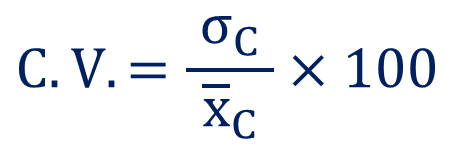 C. V. = σ_C / x̄_C × 100